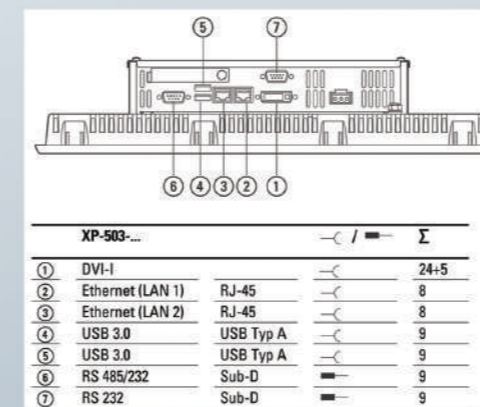 ⑤ ⑦
⑥ ④ ③ ② ①
XP-503-... / Σ
① DVI-I 24+5
② Ethernet (LAN 1) RJ-45 8
③ Ethernet (LAN 2) RJ-45 8
④ USB 3.0 USB Typ A 9
⑤ USB 3.0 USB Typ A 9
⑥ RS 485/232 Sub-D 9
⑦ RS 232 Sub-D 9